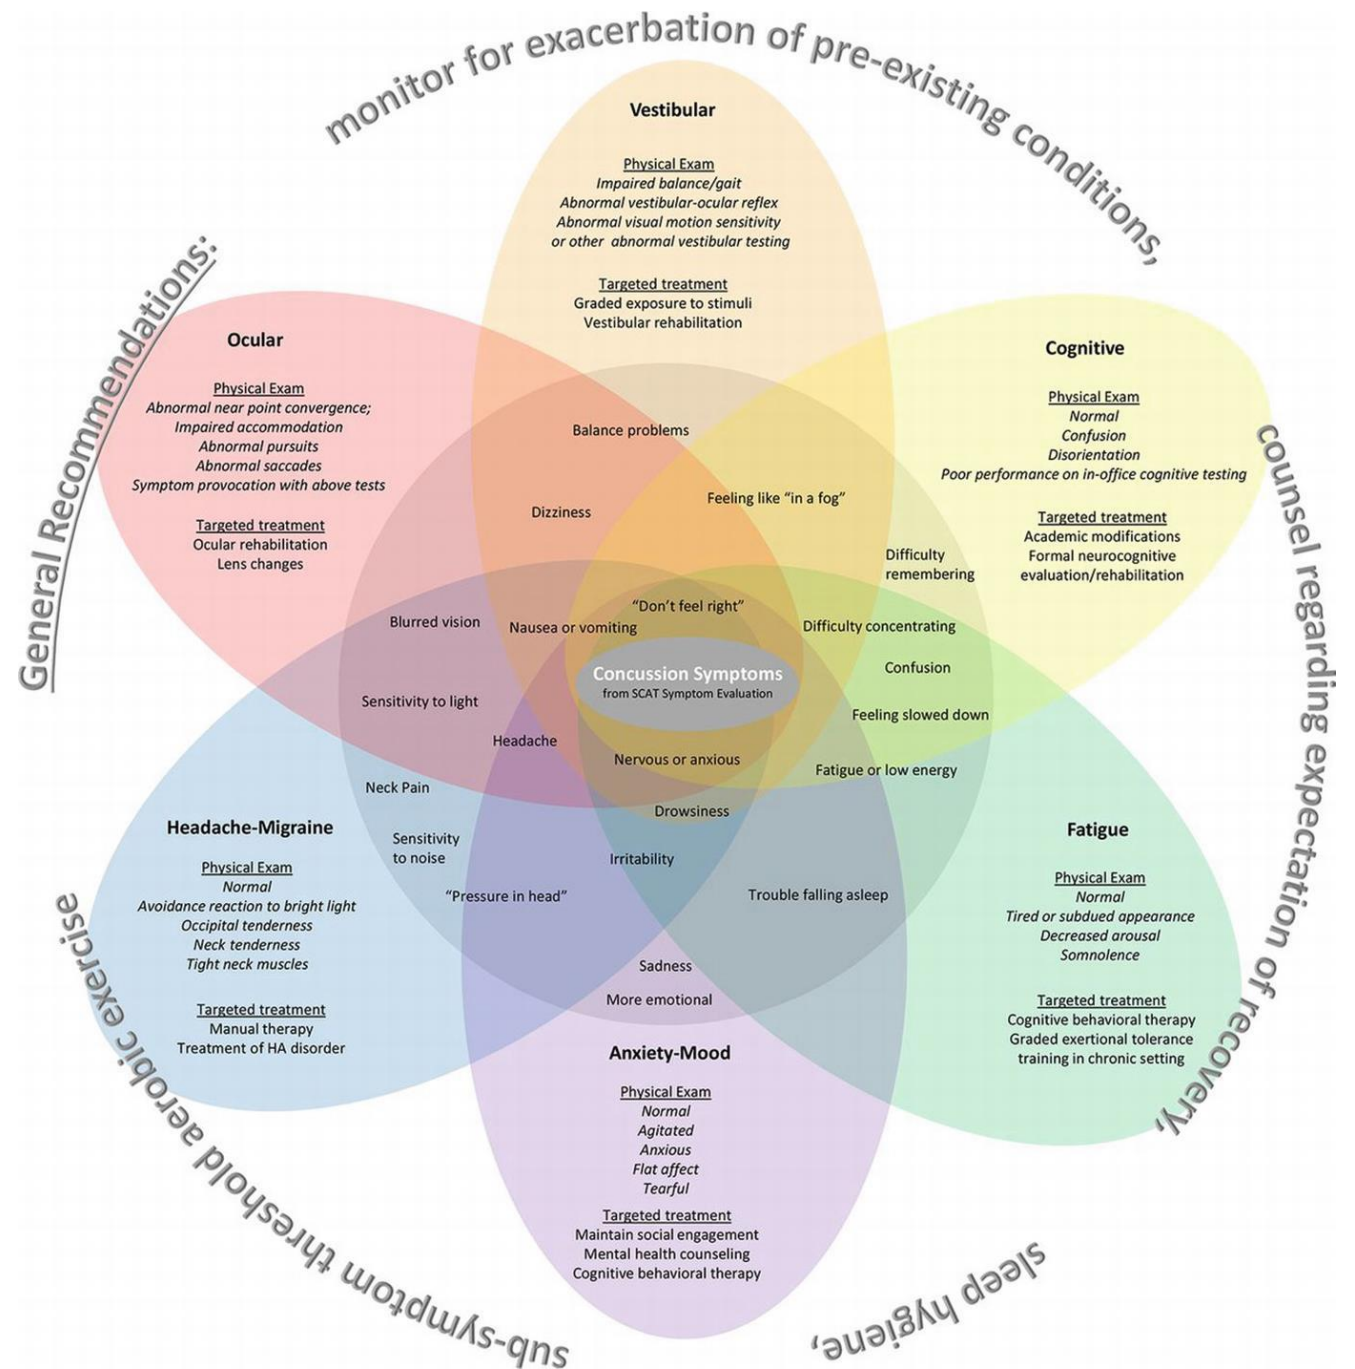 General Recommendations:
monitor for exacerbation of pre-existing conditions,
counsel regarding expectation of recovery,
sleep hygiene,
sub-symptom threshold aerobic exercise
Vestibular
Physical Exam
Impaired balance/gait
Abnormal vestibular-ocular reflex
Abnormal visual motion sensitivity
or other abnormal vestibular testing
Targeted treatment
Graded exposure to stimuli
Vestibular rehabilitation
Ocular
Physical Exam
Abnormal near point convergence;
Impaired accommodation
Abnormal pursuits
Abnormal saccades
Symptom provocation with above tests
Targeted treatment
Ocular rehabilitation
Lens changes
Cognitive
Physical Exam
Normal
Confusion
Disorientation
Poor performance on in-office cognitive testing
Targeted treatment
Academic modifications
Formal neurocognitive
evaluation/rehabilitation
Balance problems
Feeling like “in a fog”
Dizziness
Difficulty
remembering
“Don’t feel right”
Blurred vision
Nausea or vomiting
Difficulty concentrating
Concussion Symptoms
from SCAT Symptom Evaluation
Confusion
Sensitivity to light
Feeling slowed down
Headache
Nervous or anxious
Fatigue or low energy
Neck Pain
Drowsiness
Sensitivity
to noise
Irritability
“Pressure in head”
Trouble falling asleep
Sadness
More emotional
Headache-Migraine
Physical Exam
Normal
Avoidance reaction to bright light
Occipital tenderness
Neck tenderness
Tight neck muscles
Targeted treatment
Manual therapy
Treatment of HA disorder
Fatigue
Physical Exam
Normal
Tired or subdued appearance
Decreased arousal
Somnolence
Targeted treatment
Cognitive behavioral therapy
Graded exertional tolerance
training in chronic setting
Anxiety-Mood
Physical Exam
Normal
Agitated
Anxious
Flat affect
Tearful
Targeted treatment
Maintain social engagement
Mental health counseling
Cognitive behavioral therapy